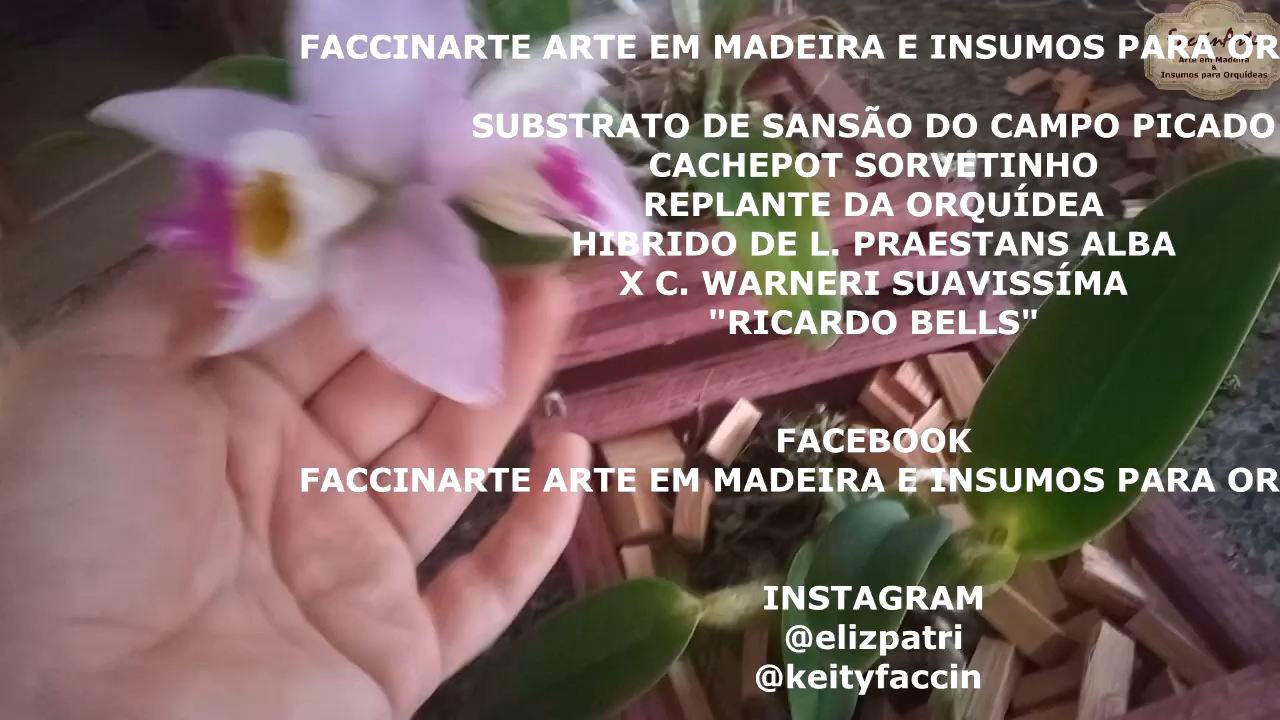 FACCINARTE ARTE EM MADEIRA E INSUMOS PARA OR
Arte em Madeira
&
Insumos para Orquídeas
SUBSTRATO DE SANSÃO DO CAMPO PICADO
CACHEPOT SORVETINHO
REPLANTE DA ORQUÍDEA
HIBRIDO DE L. PRAESTANS ALBA
X C. WARNERI SUAVISSÍMA
"RICARDO BELLS"
FACEBOOK
FACCINARTE ARTE EM MADEIRA E INSUMOS PARA OR
INSTAGRAM
@elizpatri
@keityfaccin